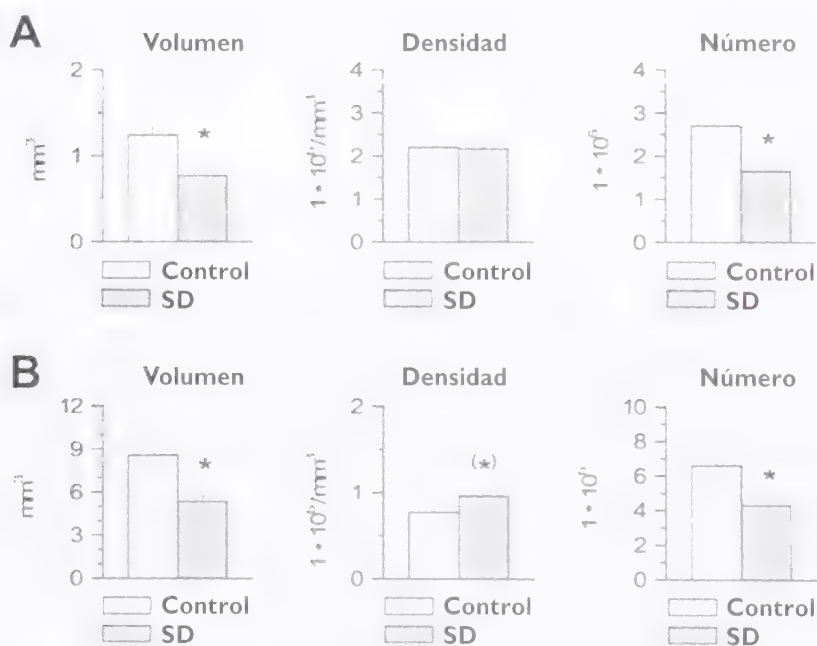 A
Volumen
Densidad
Número
2
1
0
mm³
4
3
2
1
0
4
3
2
1
0
*
*
Control
SD
Control
SD
Control
SD
B
Volumen
Densidad
Número
12
9
6
3
0
mm³
2
1
0
10
8
6
4
2
0
*
(*)
*
Control
SD
Control
SD
Control
SD